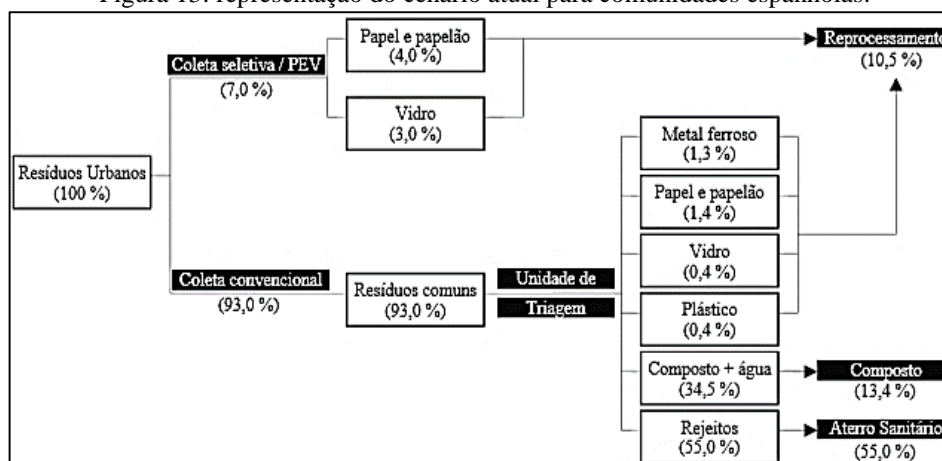 Figura 13: representação do cenário atual para comunidades espanholas.
Papel e papelão
(4,0 %)
Coleta seletiva / PEV
(7,0 %)
Vidro
(3,0 %)
Reprocessamento
(10,5 %)
Resíduos Urbanos
(100 %)
Coleta convencional
(93,0 %)
Resíduos comuns
(93,0 %)
Unidade de
Triagem
Metal ferroso
(1,3 %)
Papel e papelão
(1,4 %)
Vidro
(0,4 %)
Plástico
(0,4 %)
Composto + água
(34,5 %)
Composto
(13,4 %)
Rejeitos
(55,0 %)
Aterro Sanitário
(55,0 %)